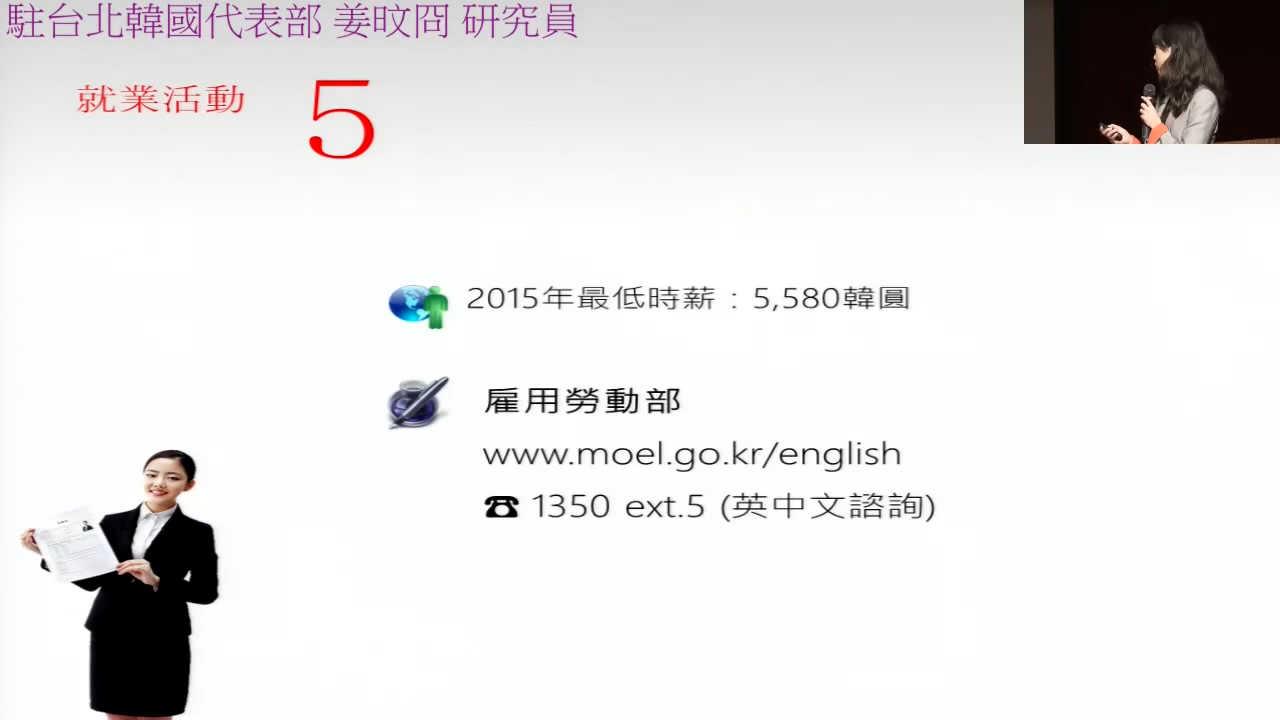 駐台北韓國代表部 姜旼冏 研究員
就業活動 5
2015年最低時薪：5,580韓圓
雇用勞動部
www.moel.go.kr/english
☎ 1350 ext.5 (英中文諮詢)